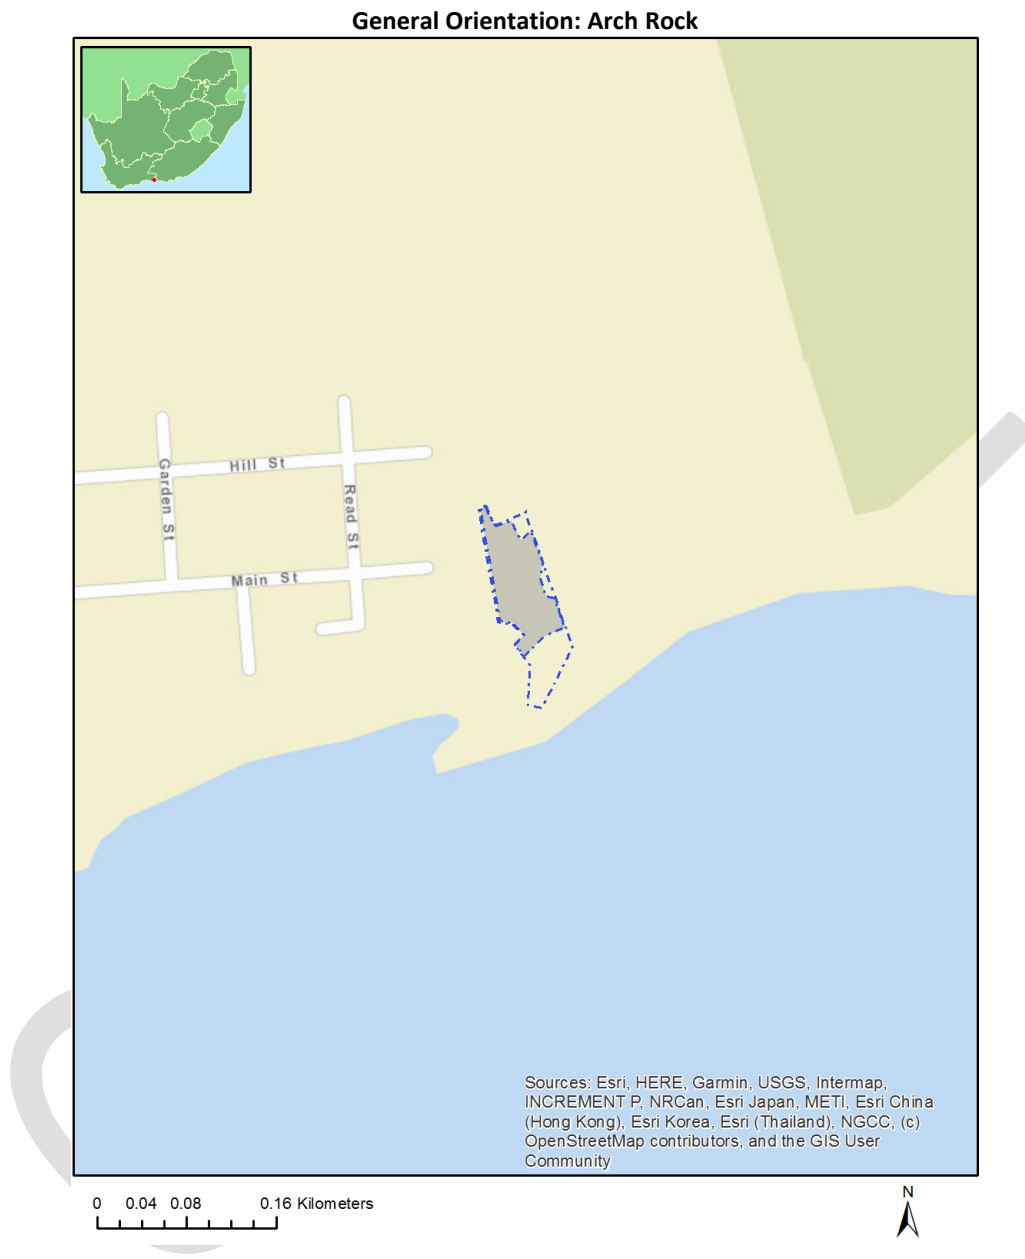 General Orientation: Arch Rock
Hill St
Garden St
Read St
Main St
Sources: Esri, HERE, Garmin, USGS, Intermap,
INCREMENT P, NRCan, Esri Japan, METI, Esri China
(Hong Kong), Esri Korea, Esri (Thailand), NGCC, (c)
OpenStreetMap contributors, and the GIS User
Community
0 0.04 0.08 0.16 Kilometers
N